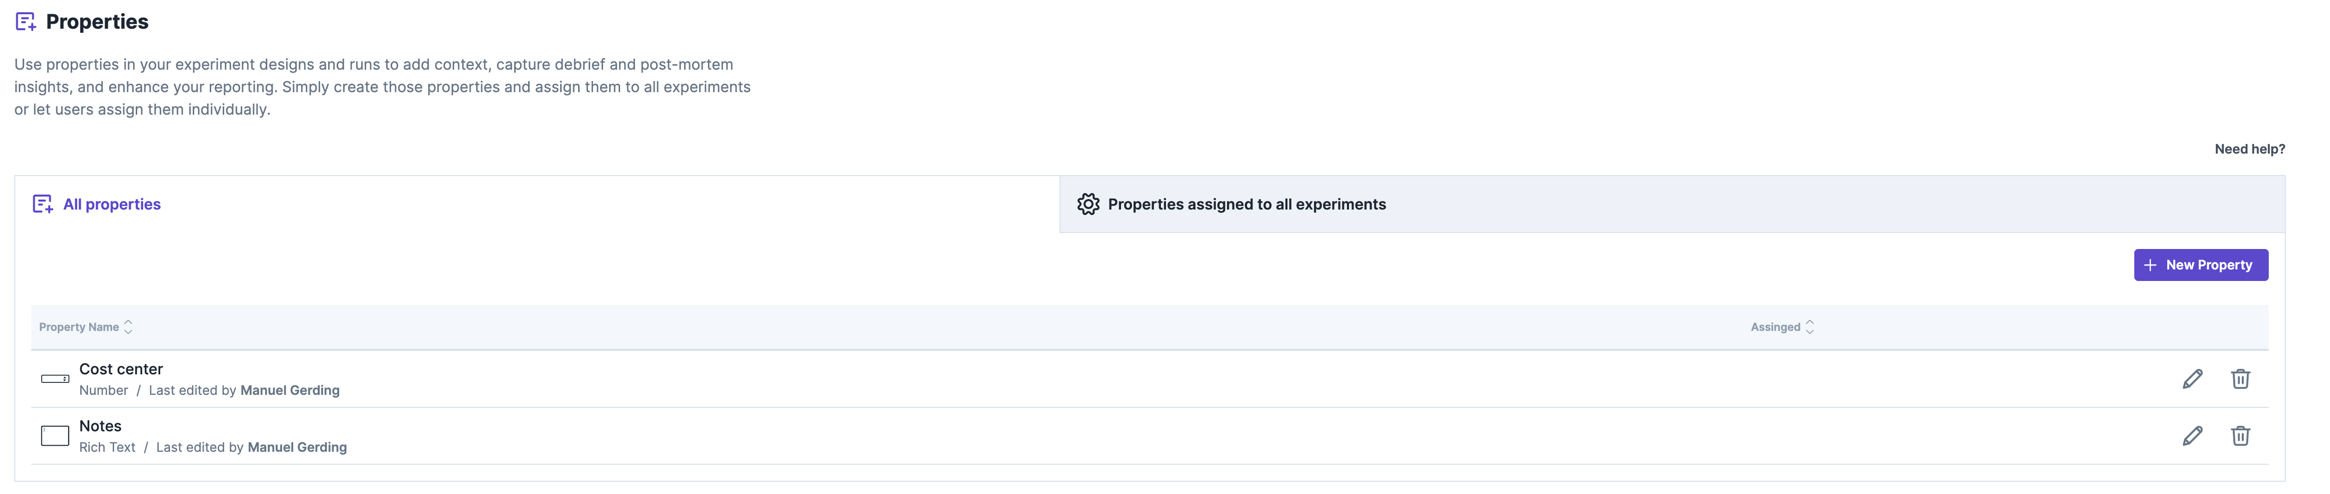 Properties
Use properties in your experiment designs and runs to add context, capture debrief and post-mortem
insights, and enhance your reporting. Simply create those properties and assign them to all experiments
or let users assign them individually.
Need help?
All properties
Properties assigned to all experiments
New Property
Property Name
Assinged
Cost center
Number / Last edited by Manuel Gerding
Notes
Rich Text / Last edited by Manuel Gerding